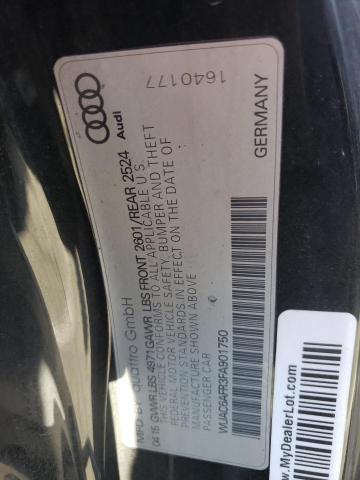 Audi
1640177
GERMANY
MFD BY quattro GmbH
04 15 GVWR LBS 4971 GAWR LBS FRONT 2601/REAR 2524
THIS VEHICLE CONFORMS TO ALL APPLICABLE U.S.
FEDERAL MOTOR VEHICLE SAFETY, BUMPER AND THEFT
PREVENTION STANDARDS IN EFFECT ON THE DATE OF
MANUFACTURE SHOWN ABOVE
PASSENGER CAR
WUAC6AFR3FA901750
www.
MyDealerLot.com